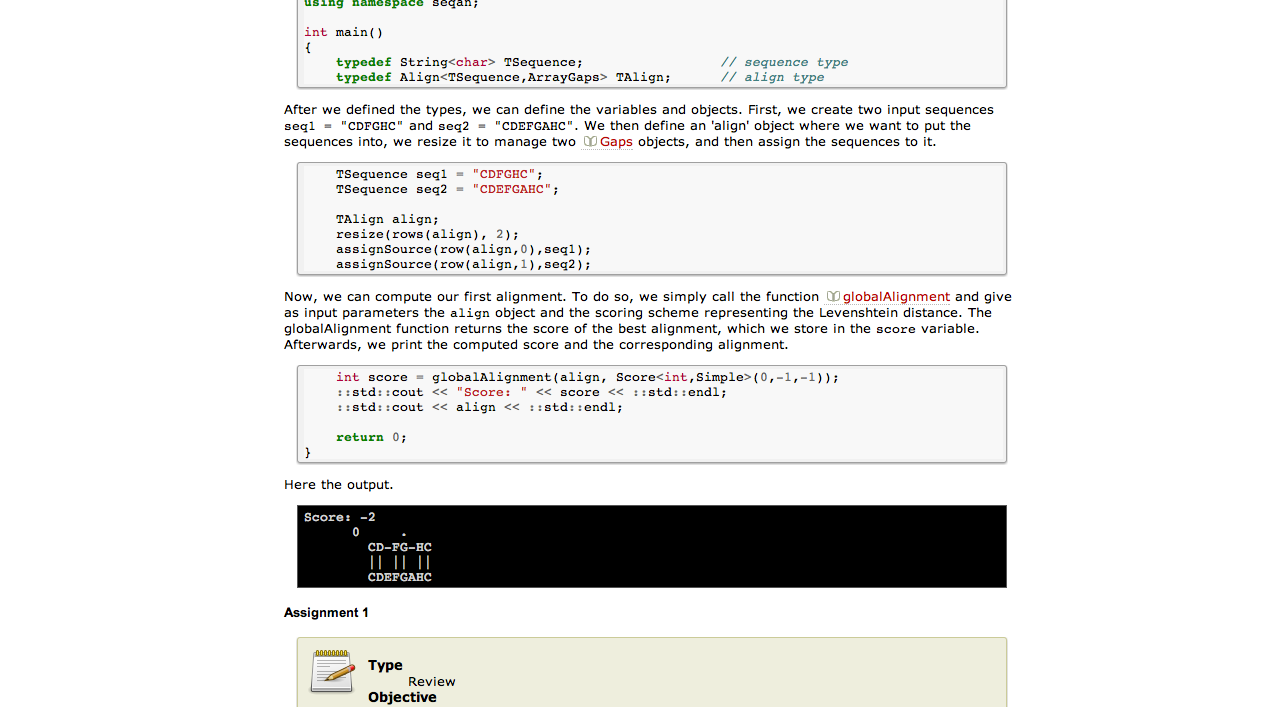 using namespace seqan;
int main()
{
    typedef String<char> TSequence;                 // sequence type
    typedef Align<TSequence,ArrayGaps> TAlign;      // align type
After we defined the types, we can define the variables and objects. First, we create two input sequences
seq1 = "CDFGHC" and seq2 = "CDEFGAHC". We then define an 'align' object where we want to put the
sequences into, we resize it to manage two Gaps objects, and then assign the sequences to it.
    TSequence seq1 = "CDFGHC";
    TSequence seq2 = "CDEFGAHC";
    TAlign align;
    resize(rows(align), 2);
    assignSource(row(align,0),seq1);
    assignSource(row(align,1),seq2);
Now, we can compute our first alignment. To do so, we simply call the function globalAlignment and give
as input parameters the align object and the scoring scheme representing the Levenshtein distance. The
globalAlignment function returns the score of the best alignment, which we store in the score variable.
Afterwards, we print the computed score and the corresponding alignment.
    int score = globalAlignment(align, Score<int,Simple>(0,-1,-1));
    ::std::cout << "Score: " << score << ::std::endl;
    ::std::cout << align << ::std::endl;
    return 0;
}
Here the output.
Score: -2
      0     .
        CD-FG-HC
        || || ||
        CDEFGAHC
Assignment 1
Type
Review
Objective